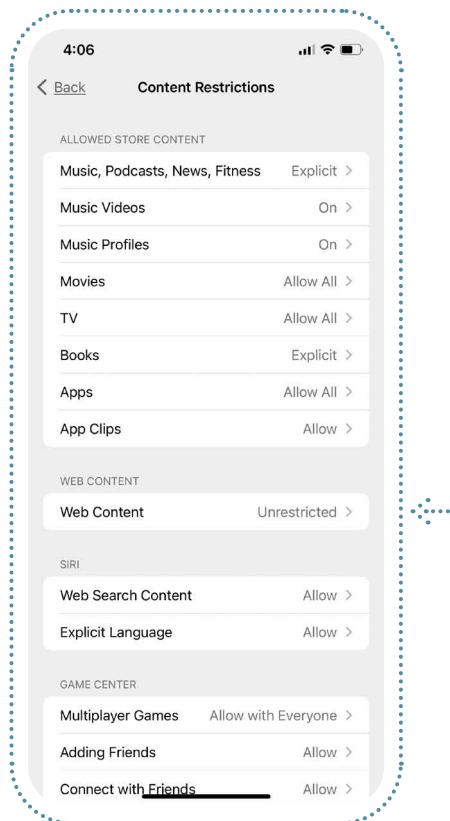 4:06
Back Content Restrictions
ALLOWED STORE CONTENT
Music, Podcasts, News, Fitness Explicit
Music Videos On
Music Profiles On
Movies Allow All
TV Allow All
Books Explicit
Apps Allow All
App Clips Allow
WEB CONTENT
Web Content Unrestricted
SIRI
Web Search Content Allow
Explicit Language Allow
GAME CENTER
Multiplayer Games Allow with Everyone
Adding Friends Allow
Connect with Friends Allow